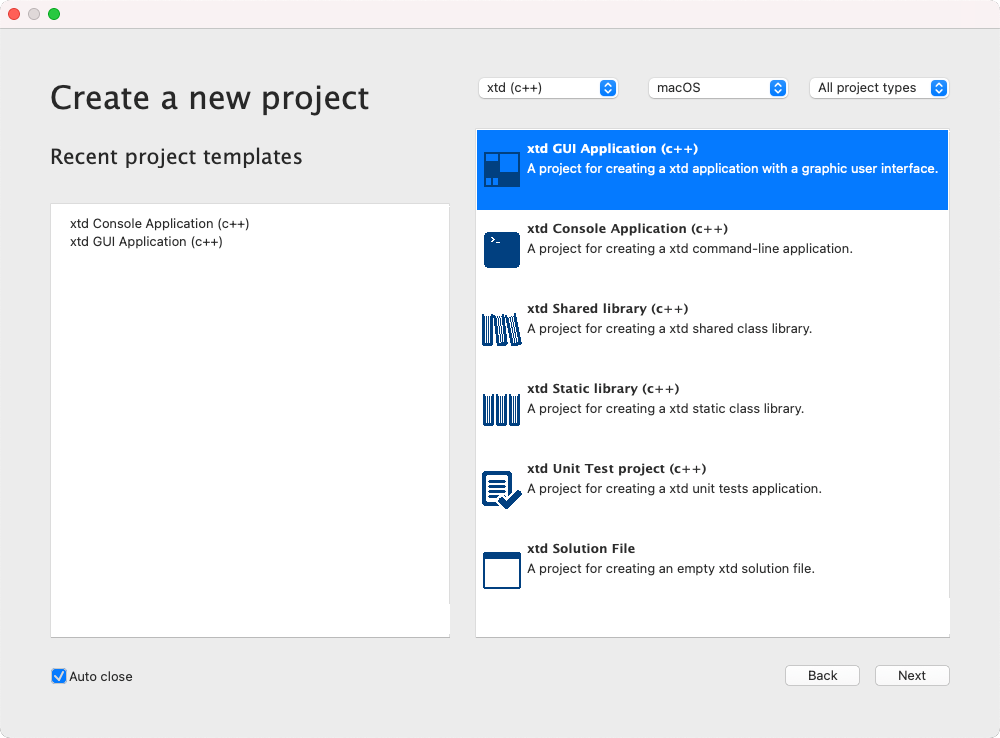 Create a new project
xtd (c++)
macOS
All project types
Recent project templates
xtd Console Application (c++)
xtd GUI Application (c++)
xtd GUI Application (c++)
A project for creating a xtd application with a graphic user interface.
>_
xtd Console Application (c++)
A project for creating a xtd command-line application.
xtd Shared library (c++)
A project for creating a xtd shared class library.
xtd Static library (c++)
A project for creating a xtd static class library.
xtd Unit Test project (c++)
A project for creating a xtd unit tests application.
xtd Solution File
A project for creating an empty xtd solution file.
Auto close
Back
Next